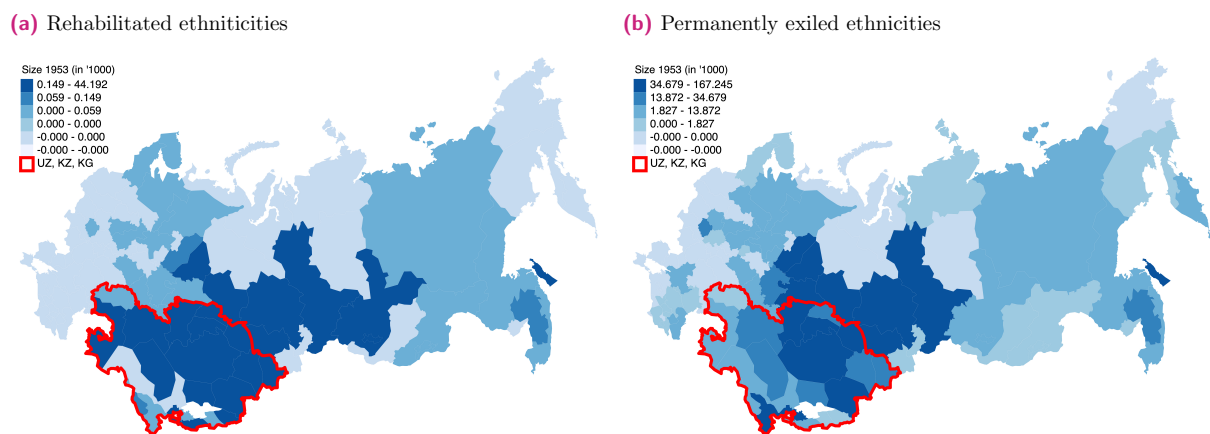 (a) Rehabilitated ethniticities
Size 1953 (in '1000)
0.149 - 44.192
0.059 - 0.149
0.000 - 0.059
0.000 - 0.000
-0.000 - 0.000
-0.000 - -0.000
UZ, KZ, KG
(b) Permanently exiled ethnicities
Size 1953 (in '1000)
34.679 - 167.245
13.872 - 34.679
1.827 - 13.872
0.000 - 1.827
-0.000 - 0.000
-0.000 - -0.000
UZ, KZ, KG